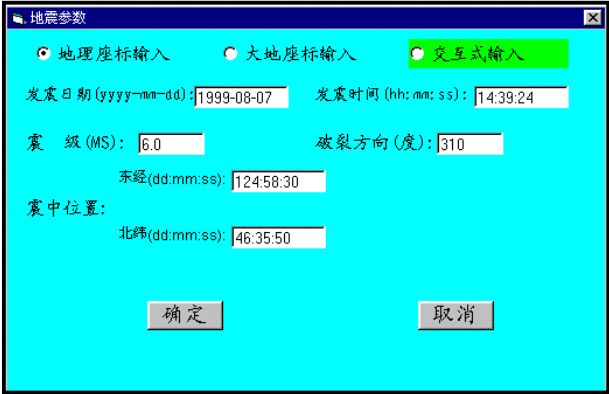 地震参数
地理座标输入 大地座标输入 交互式输入
发震日期(yyyy-mm-dd): 1999-08-07 发震时间(hh:mm:ss): 14:39:24
震 级(MS): 6.0 破裂方向(度): 310
东经(dd:mm:ss): 124:58:30
震中位置:
北纬(dd:mm:ss): 46:35:50
确定 取消